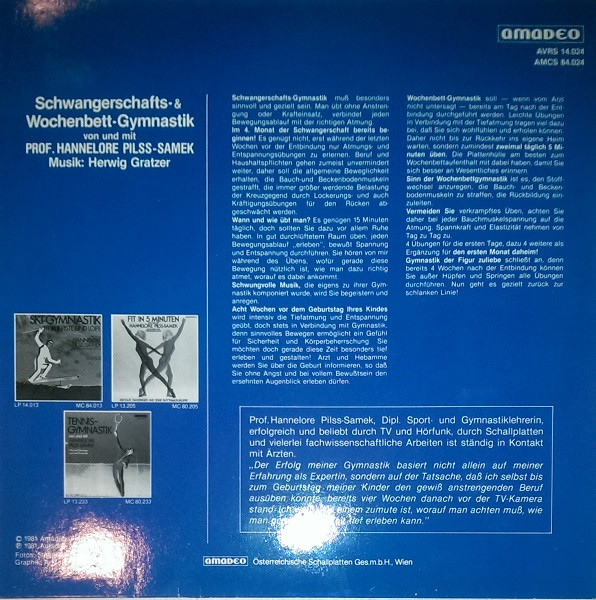 amadeo
AVRS 14.024
AMCS 64.024
Schwangerschafts- &
Wochenbett-Gymnastik
von und mit
PROF. HANNELORE PILSS-SAMEK
Musik: Herwig Gratzer
Schwangerschafts-Gymnastik muß besonders
sinnvoll und gezielt sein. Man übt ohne Anstren-
gung oder Krafteinsatz, verbindet jeden
Bewegungsablauf mit der richtigen Atmung.
Im 4. Monat der Schwangerschaft bereits be-
ginnen! Es genügt nicht, erst während der letzten
Wochen vor der Entbindung nur Atmungs- und
Entspannungsübungen zu erlernen. Beruf und
Haushaltspflichten gehen zumeist unvermindert
weiter, daher soll die allgemeine Beweglichkeit
erhalten, die Bauch- und Beckenbodenmuskeln
gestrafft, die immer größer werdende Belastung
der Kreuzgegend durch Lockerungs- und auch
Kräftigungsübungen für den Rücken ab-
geschwächt werden.
Wann und wie übt man? Es genügen 15 Minuten
täglich, doch sollten Sie dazu vor allem Ruhe
haben. In gut durchlüftetem Raum üben, jeden
Bewegungsablauf „erleben", bewußt Spannung
und Entspannung durchführen. Sie hören von mir
während des Übens, wofür gerade diese
Bewegung nützlich ist, wie man dazu richtig
atmet, worauf es dabei ankommt.
Schwungvolle Musik, die eigens zu ihrer Gym-
nastik komponiert wurde, wird Sie begeistern und
anregen.
Acht Wochen vor dem Geburtstag Ihres Kindes
wird intensiv die Tiefatmung und Entspannung
geübt, doch stets in Verbindung mit Gymnastik,
denn sinnvolles Bewegen ermöglicht ein Gefühl
für Sicherheit und Körperbeherrschung. Sie
möchten doch gerade diese Zeit besonders tief
erleben und gestalten! Arzt und Hebamme
werden Sie über die Geburt informieren, so daß
Sie ohne Angst und bei vollem Bewußtsein den
ersehnten Augenblick erleben dürfen.
Wochenbett-Gymnastik soll — wenn vom Arzt
nicht untersagt — bereits am Tag nach der Ent-
bindung durchgeführt werden. Leichte Übungen
in Verbindung mit der Tiefatmung tragen viel dazu
bei, daß Sie sich wohlfühlen und erholen können.
Daher nicht bis zur Rückkehr ins eigene Heim
warten, sondern zumindest zweimal täglich 5 Mi-
nuten üben. Die Plattenhülle am besten zum
Wochenbettaufenthalt mit dabei haben, damit Sie
sich besser an Wesentliches erinnern.
Sinn der Wochenbettgymnastik ist es, den Stoff-
wechsel anzuregen, die Bauch- und Becken-
bodenmuskeln zu straffen, die Rückbildung ein-
zuleiten.
Vermeiden Sie verkrampftes Üben, achten Sie
daher bei jeder Bauchmuskelspannung auf die
Atmung. Spannkraft und Elastizität nehmen von
Tag zu Tag zu.
4 Übungen für die ersten Tage, dazu 4 weitere als
Ergänzung für den ersten Monat daheim!
Gymnastik der Figur zuliebe schließt an, denn
bereits 4 Wochen nach der Entbindung können
Sie außer Hüpfen und Springen alle Übungen
durchführen. Nun geht es gezielt zurück zur
schlanken Linie!
SKI-GYMNASTIK
LP 14.013 MC 64.013
FIT IN 5 MINUTEN
HANNELORE PILSS-SAMEK
LP 13.205 MC 80.205
TENNIS-
GYMNASTIK
LP 13.233 MC 80.233
Prof. Hannelore Pilss-Samek, Dipl. Sport- und Gymnastiklehrerin,
erfolgreich und beliebt durch TV und Hörfunk, durch Schallplatten
und vielerlei fachwissenschaftliche Arbeiten ist ständig in Kontakt
mit Ärzten.
„Der Erfolg meiner Gymnastik basiert nicht allein auf meiner
Erfahrung als Expertin, sondern auf der Tatsache, daß ich selbst bis
zum Geburtstag meiner Kinder den gewiß anstrengenden Beruf
ausüben konnte, bereits vier Wochen danach vor der TV-Kamera
stand. einem zumute ist, worauf man achten muß, wie
man tief erleben kann."
© 1981 Amadeo
℗ 1981
Fotos:
Graphik:
amadeo Österreichische Schallplatten Ges.m.b.H., Wien